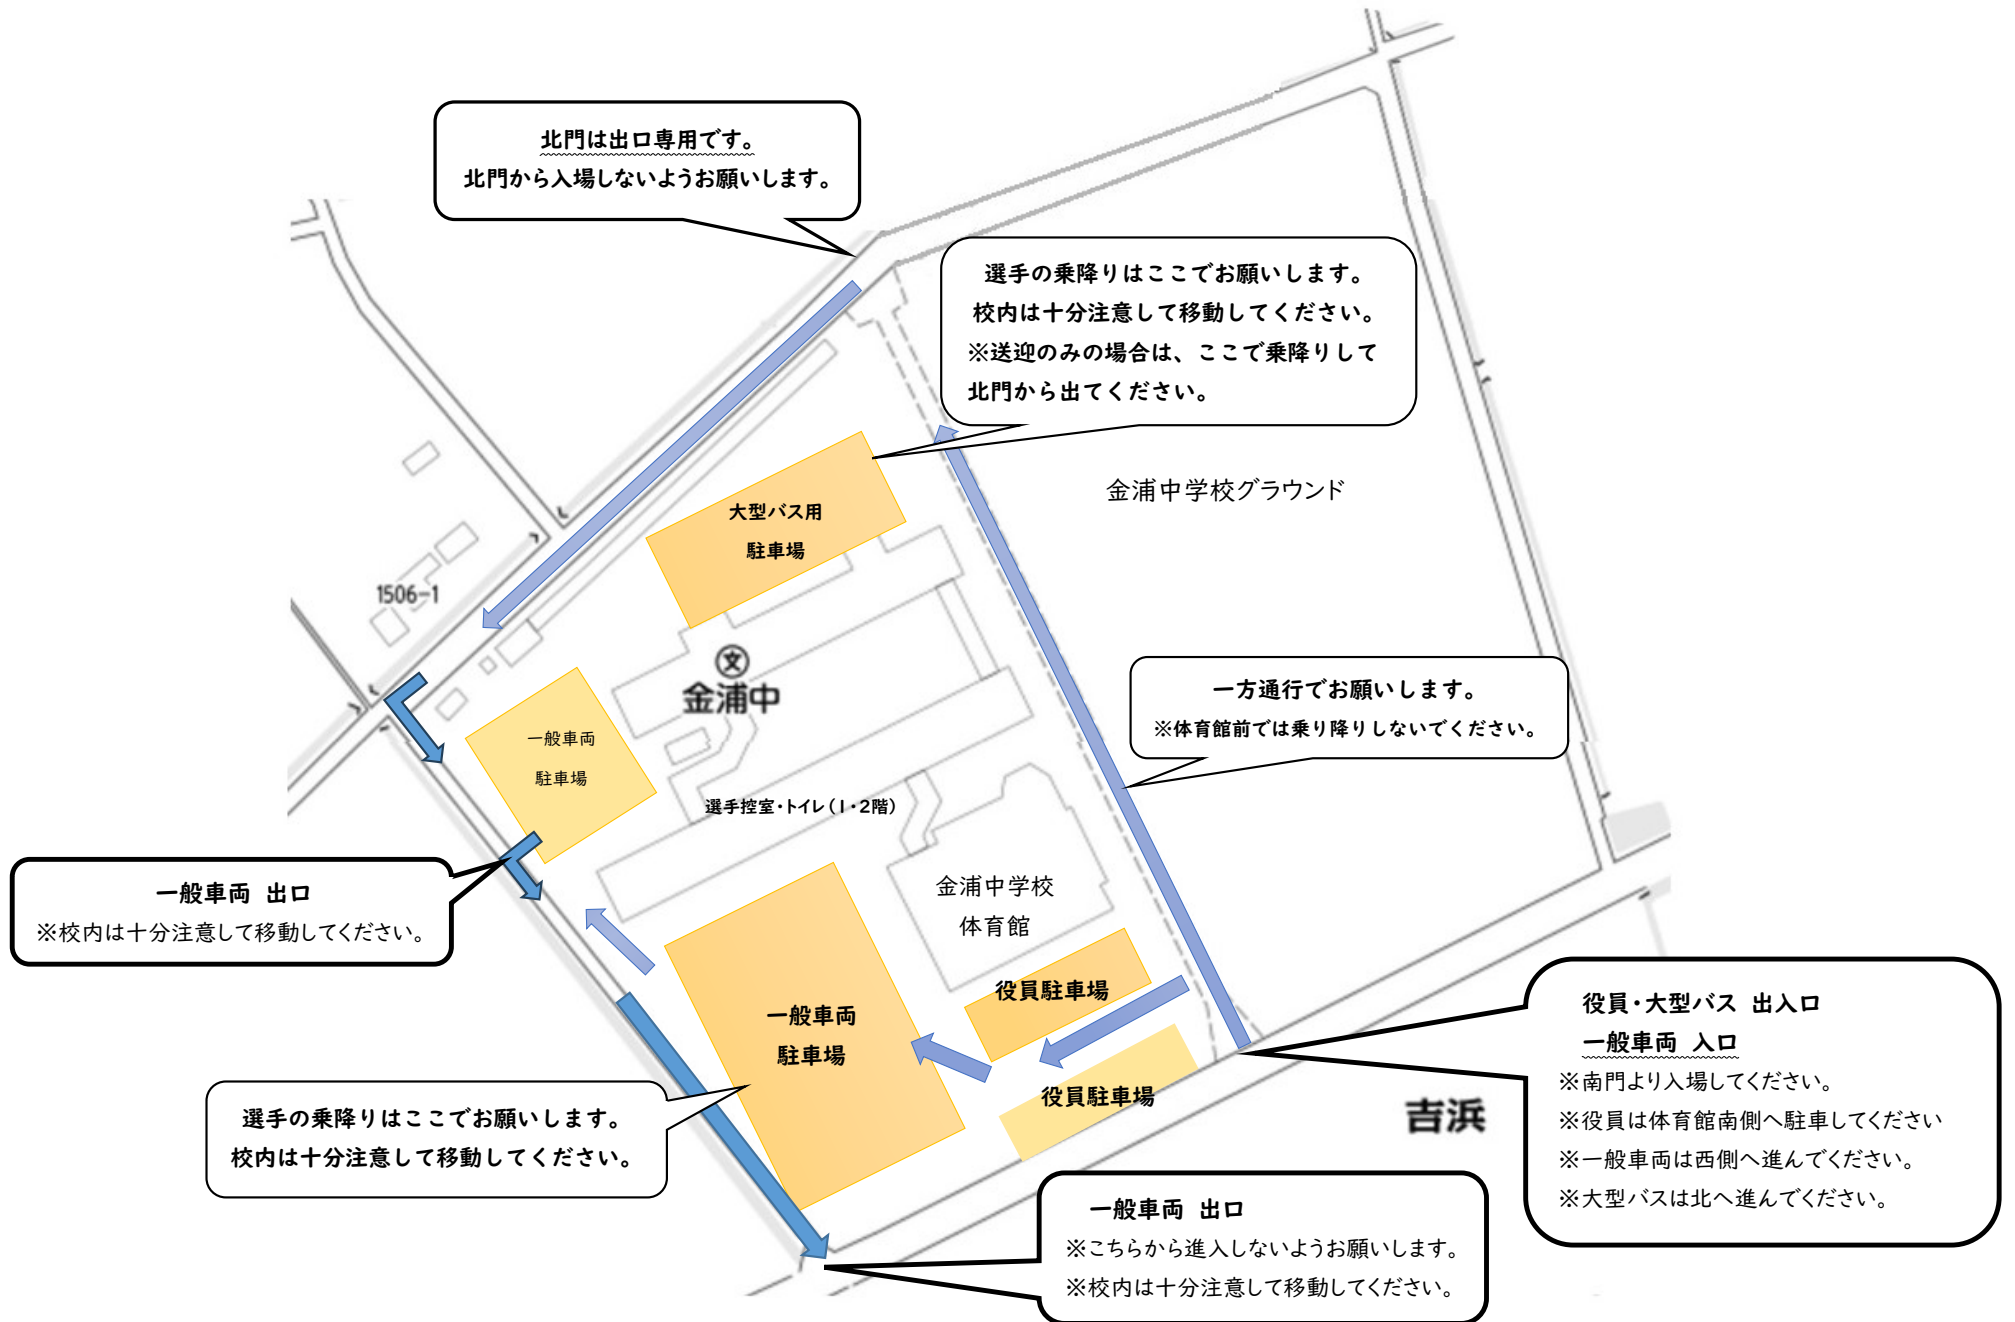 北門は出口専用です。
北門から入場しないようお願いします。
選手の乗降りはここでお願いします。
校内は十分注意して移動してください。
※送迎のみの場合は、ここで乗降りして
北門から出てください。
金浦中学校グラウンド
大型バス用
駐車場
1506-1
文
金浦中
一方通行でお願いします。
※体育館前では乗り降りしないでください。
一般車両
駐車場
選手控室・トイレ(1・2階)
一般車両 出口
※校内は十分注意して移動してください。
金浦中学校
体育館
役員駐車場
一般車両
駐車場
役員駐車場
役員・大型バス 出入口
一般車両 入口
※南門より入場してください。
※役員は体育館南側へ駐車してください
※一般車両は西側へ進んでください。
※大型バスは北へ進んでください。
吉浜
選手の乗降りはここでお願いします。
校内は十分注意して移動してください。
一般車両 出口
※こちらから進入しないようお願いします。
※校内は十分注意して移動してください。